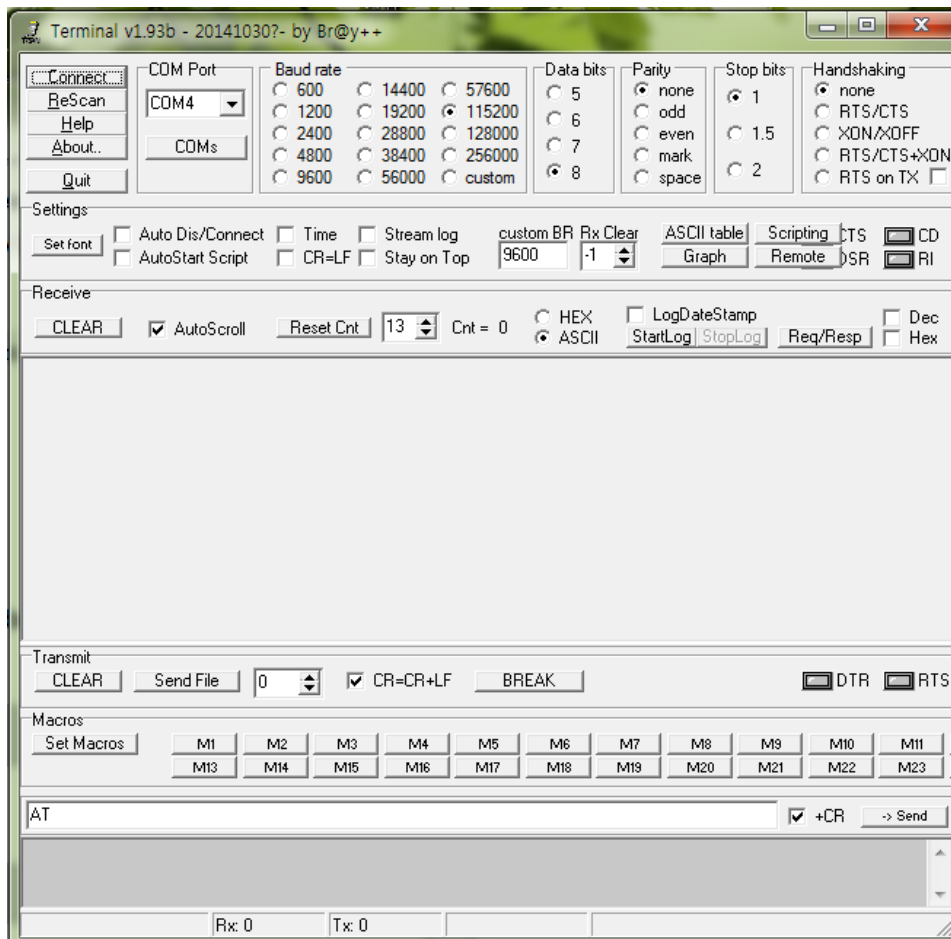 Terminal v1.93b - 20141030?- by Br@y++
Connect
ReScan
Help
About..
Quit
COM Port
COM4
COMs
Baud rate
600 14400 57600
1200 19200 115200
2400 28800 128000
4800 38400 256000
9600 56000 custom
Data bits
5
6
7
8
Parity
none
odd
even
mark
space
Stop bits
1
1.5
2
Handshaking
none
RTS/CTS
XON/XOFF
RTS/CTS+XON
RTS on TX
Settings
Set font
Auto Dis/Connect Time Stream log
AutoStart Script CR=LF Stay on Top
custom BR Rx Clear
9600 -1
ASCII table Scripting CTS CD
Graph Remote DSR RI
Receive
CLEAR AutoScroll Reset Cnt 13 Cnt = 0
HEX
ASCII
LogDateStamp
StartLog StopLog Req/Resp
Dec
Hex
Transmit
CLEAR Send File 0 CR=CR+LF BREAK DTR RTS
Macros
Set Macros M1 M2 M3 M4 M5 M6 M7 M8 M9 M10 M11
M13 M14 M15 M16 M17 M18 M19 M20 M21 M22 M23
AT +CR -> Send
Rx: 0 Tx: 0